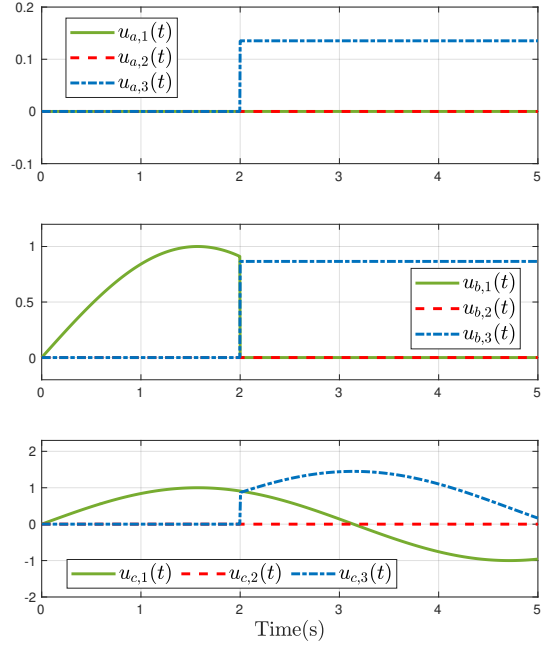 0.2
0.1
0
-0.1
u_{a,1}(t)
u_{a,2}(t)
u_{a,3}(t)
0 1 2 3 4 5
1
0.5
0
u_{b,1}(t)
u_{b,2}(t)
u_{b,3}(t)
0 1 2 3 4 5
2
1
0
-1
-2
u_{c,1}(t) u_{c,2}(t) u_{c,3}(t)
0 1 2 3 4 5
Time(s)